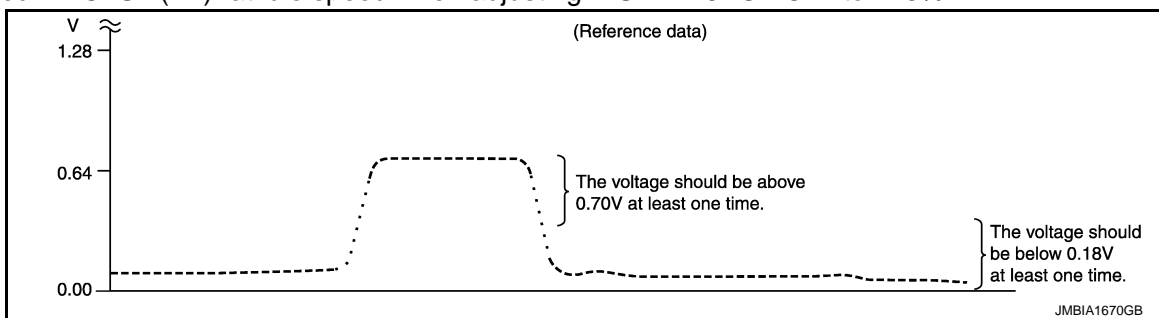 V
(Reference data)
1.28
0.64
The voltage should be above
0.70V at least one time.
The voltage should
be below 0.18V
at least one time.
0.00
JMBIA1670GB